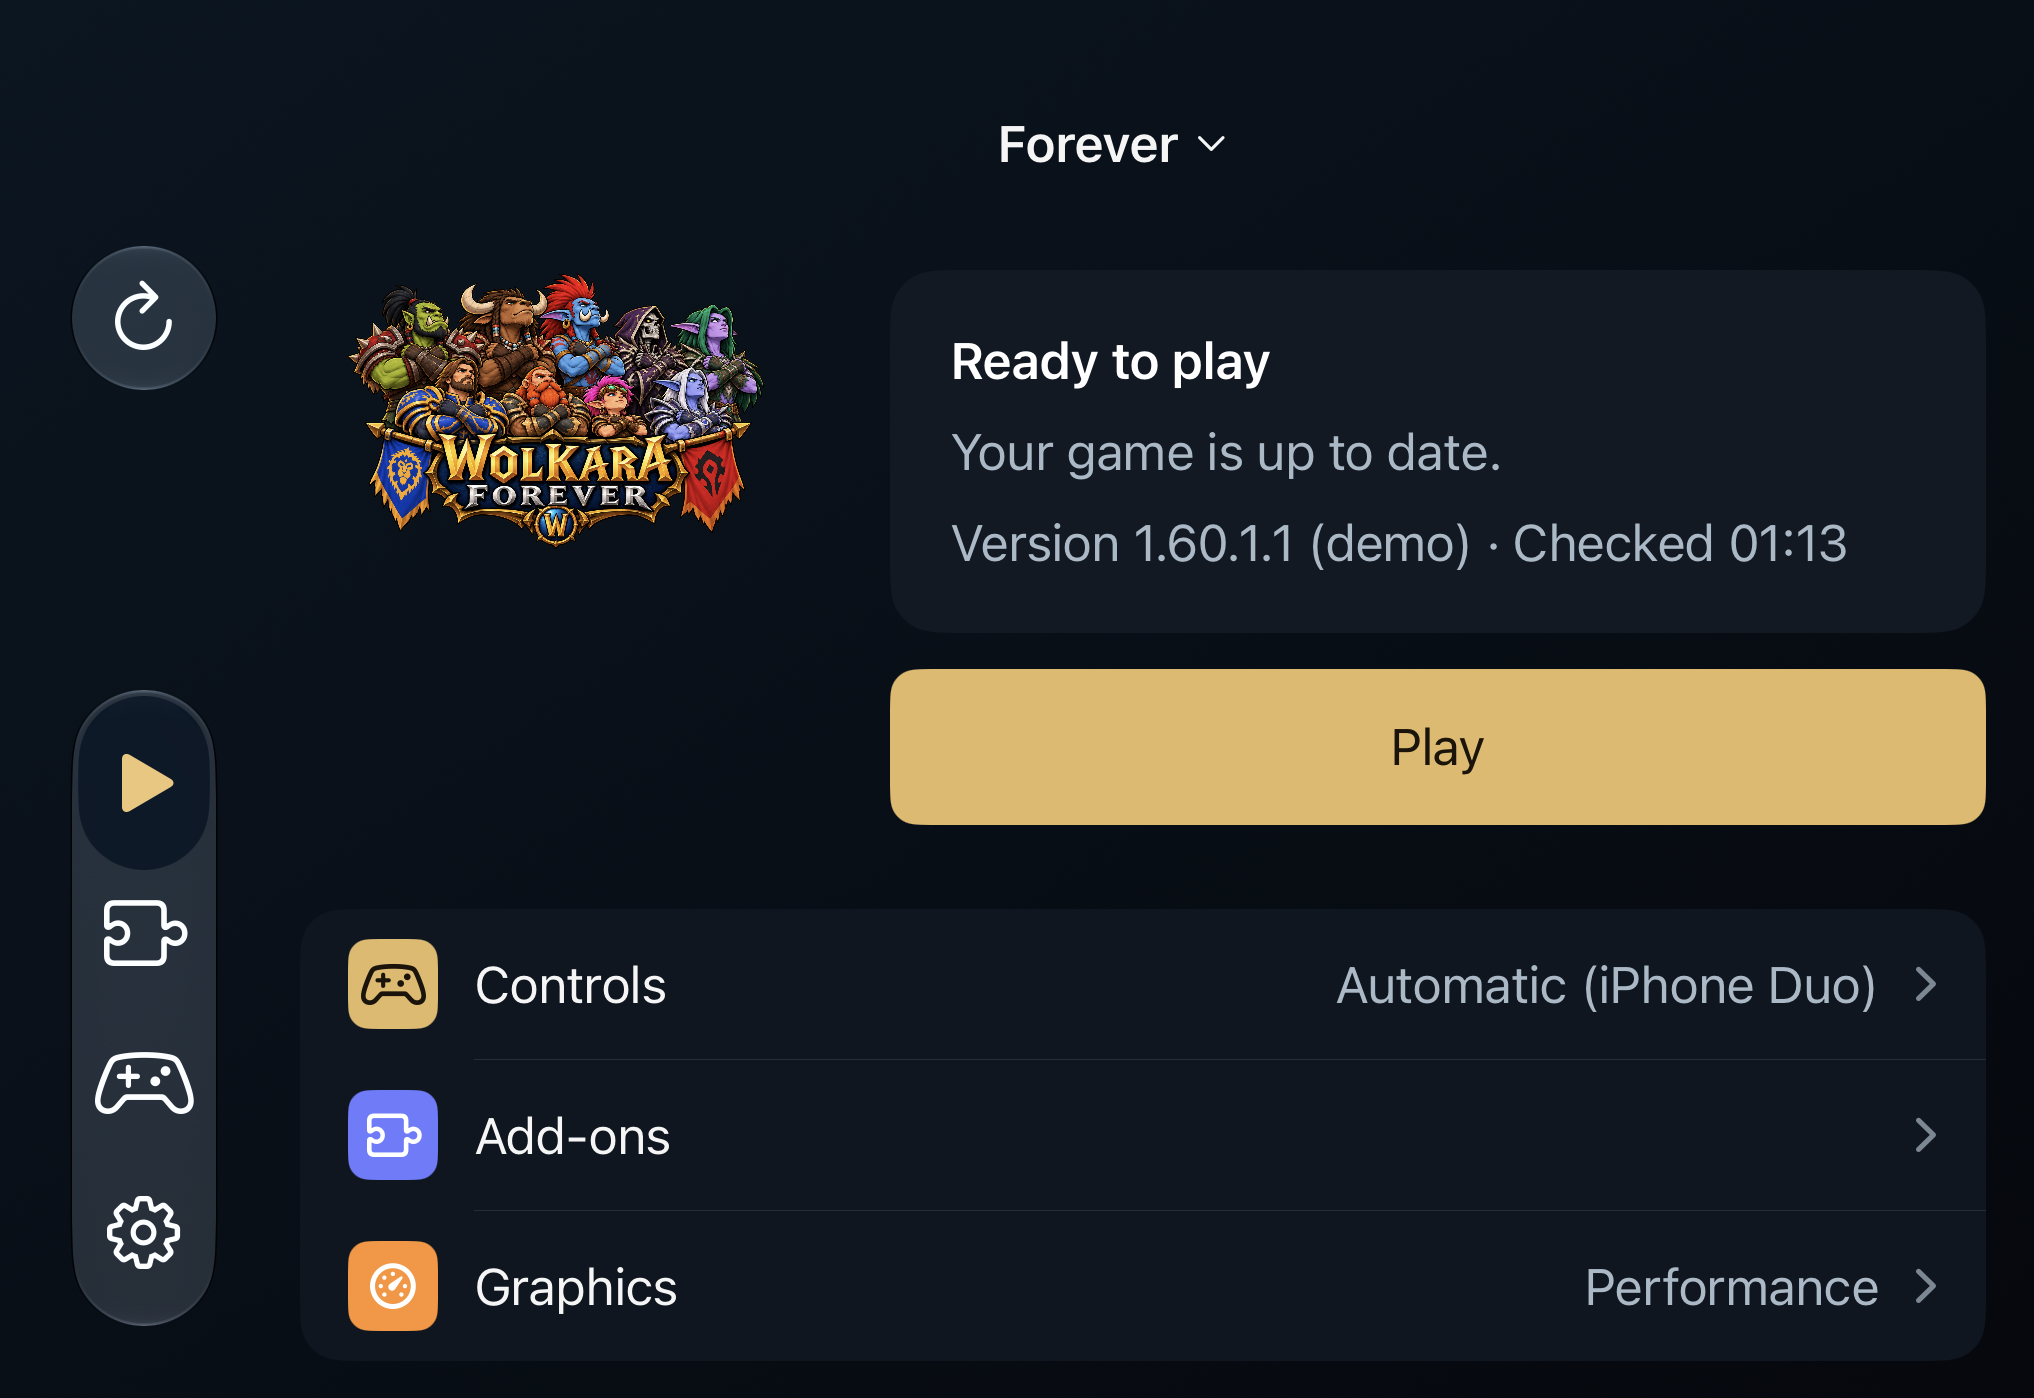 Forever
WOLKARA
FOREVER
W
Ready to play
Your game is up to date.
Version 1.60.1.1 (demo) · Checked 01:13
Play
Controls
Automatic (iPhone Duo)
Add-ons
Graphics
Performance